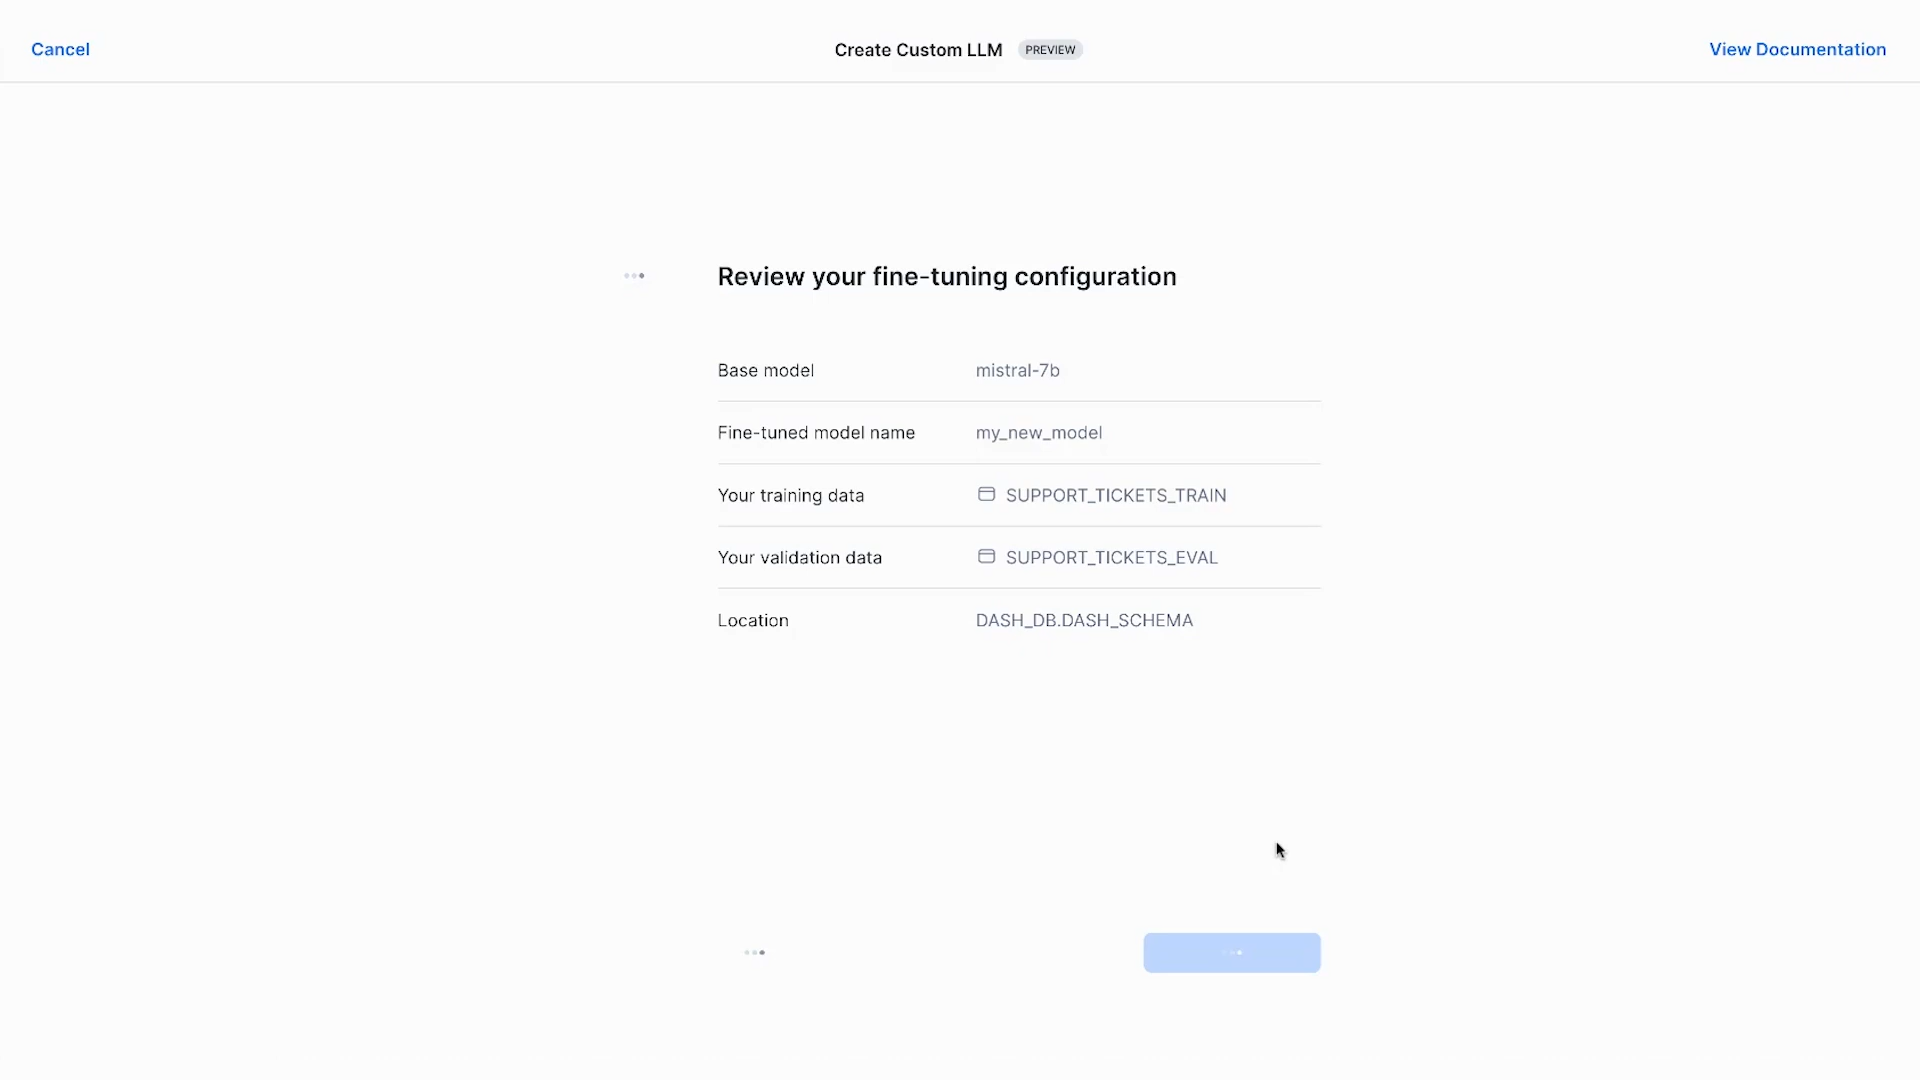 Cancel
Create Custom LLM PREVIEW
View Documentation
Review your fine-tuning configuration
Base model mistral-7b
Fine-tuned model name my_new_model
Your training data SUPPORT_TICKETS_TRAIN
Your validation data SUPPORT_TICKETS_EVAL
Location DASH_DB.DASH_SCHEMA